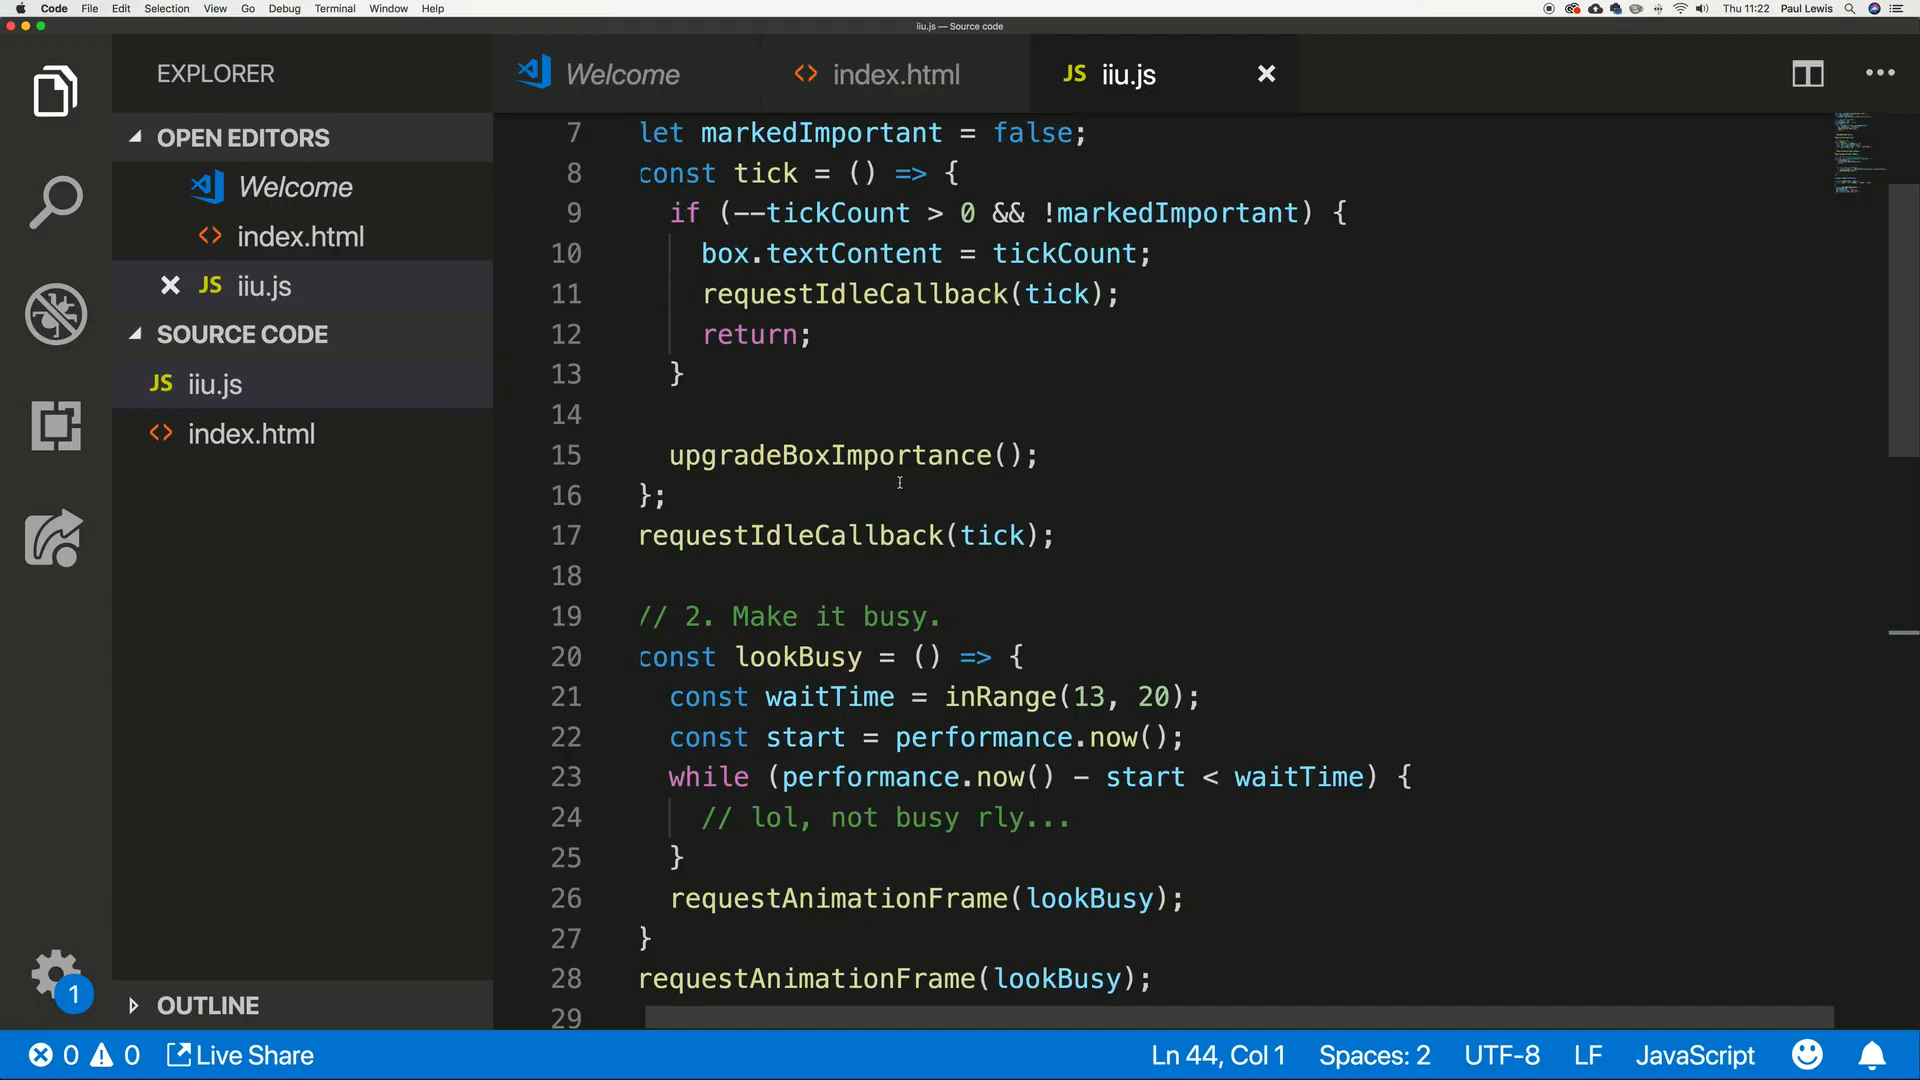 Code File Edit Selection View Go Debug Terminal Window Help Thu 11:22 Paul Lewis
iiu.js — Source code
EXPLORER
OPEN EDITORS
Welcome
<> index.html
JS iiu.js
SOURCE CODE
JS iiu.js
<> index.html
OUTLINE
1
Welcome <> index.html JS iiu.js
7 let markedImportant = false;
8 const tick = () => {
9 if (--tickCount > 0 && !markedImportant) {
10 box.textContent = tickCount;
11 requestIdleCallback(tick);
12 return;
13 }
14
15 upgradeBoxImportance();
16 };
17 requestIdleCallback(tick);
18
19 // 2. Make it busy.
20 const lookBusy = () => {
21 const waitTime = inRange(13, 20);
22 const start = performance.now();
23 while (performance.now() - start < waitTime) {
24 // lol, not busy rly...
25 }
26 requestAnimationFrame(lookBusy);
27 }
28 requestAnimationFrame(lookBusy);
29
0 0 Live Share Ln 44, Col 1 Spaces: 2 UTF-8 LF JavaScript